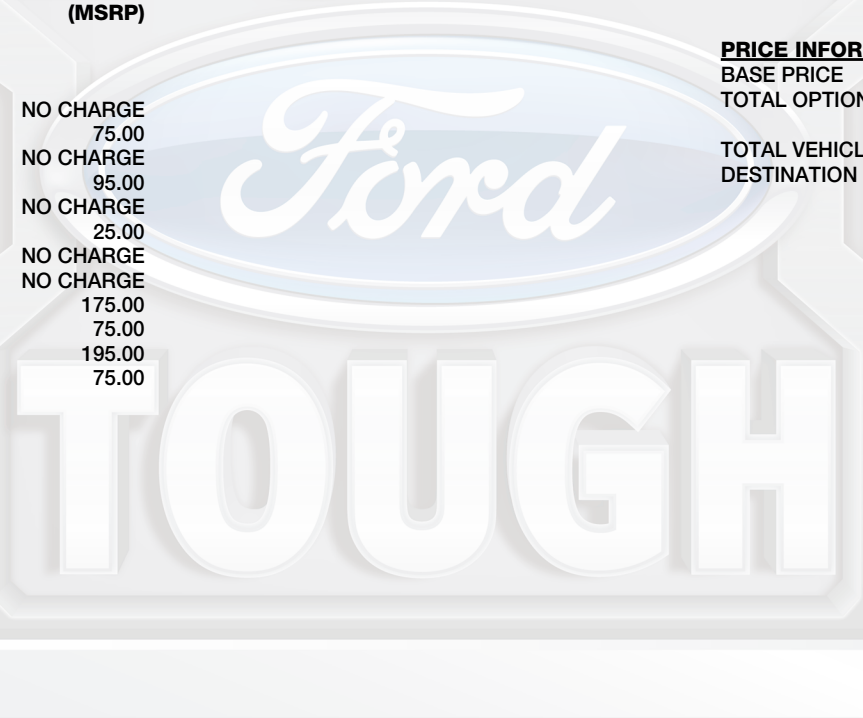 (MSRP)
NO CHARGE
75.00
NO CHARGE
95.00
NO CHARGE
25.00
NO CHARGE
NO CHARGE
175.00
75.00
195.00
75.00
PRICE INFOR
BASE PRICE
TOTAL OPTION
TOTAL VEHICL
DESTINATION
Ford
TOUGH